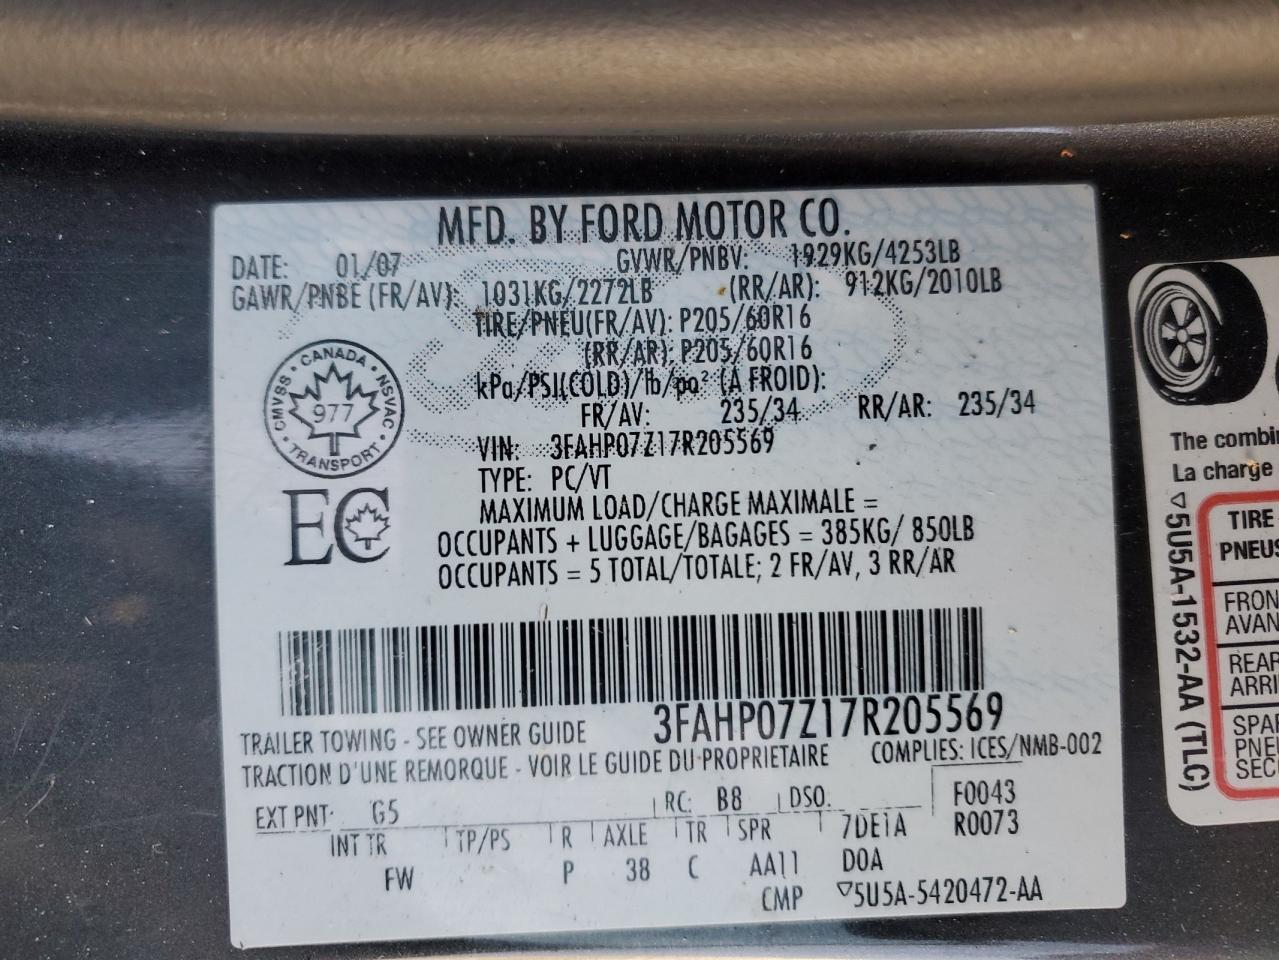 MFD. BY FORD MOTOR CO.
DATE: 01/07 GVWR/PNBV: 1929KG/4253LB
GAWR/PNBE (FR/AV): 1031KG/2272LB (RR/AR): 912KG/2010LB
TIRE/PNEU(FR/AV): P205/60R16
(RR/AR): P205/60R16
kPa/PSI(COLD)/lb/po² (A FROID):
FR/AV: 235/34 RR/AR: 235/34
VIN: 3FAHP07Z17R205569
TYPE: PC/VT
MAXIMUM LOAD/CHARGE MAXIMALE =
OCCUPANTS + LUGGAGE/BAGAGES = 385KG/ 850LB
OCCUPANTS = 5 TOTAL/TOTALE; 2 FR/AV, 3 RR/AR
CMVSS · CANADA · NSVAC · TRANSPORT ·
977
EC
3FAHP07Z17R205569
TRAILER TOWING - SEE OWNER GUIDE
TRACTION D'UNE REMORQUE - VOIR LE GUIDE DU PROPRIETAIRE
COMPLIES: ICES/NMB-002
EXT PNT: G5 RC: B8 DSO: F0043
INT TR TP/PS R AXLE TR SPR 7DE1A R0073
FW P 38 C AA11 DOA
CMP ▽5U5A-5420472-AA
The combin
La charge
▽5U5A-1532-AA (TLC)
TIRE
PNEUS
FRON
AVAN
REAR
ARRI
SPAR
PNEU
SECO